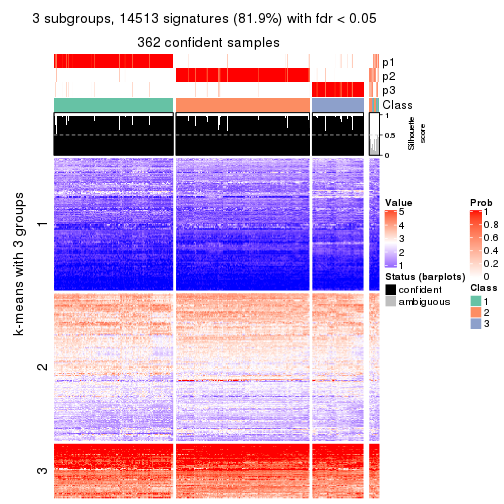 3 subgroups, 14513 signatures (81.9%) with fdr < 0.05
362 confident samples
p1
p2
p3
Class
1
0.5
0
Silhouette
score
k-means with 3 groups
1
2
3
Value
5
4
3
2
1
Status (barplots)
confident
ambiguous
Prob
1
0.8
0.6
0.4
0.2
0
Class
1
2
3